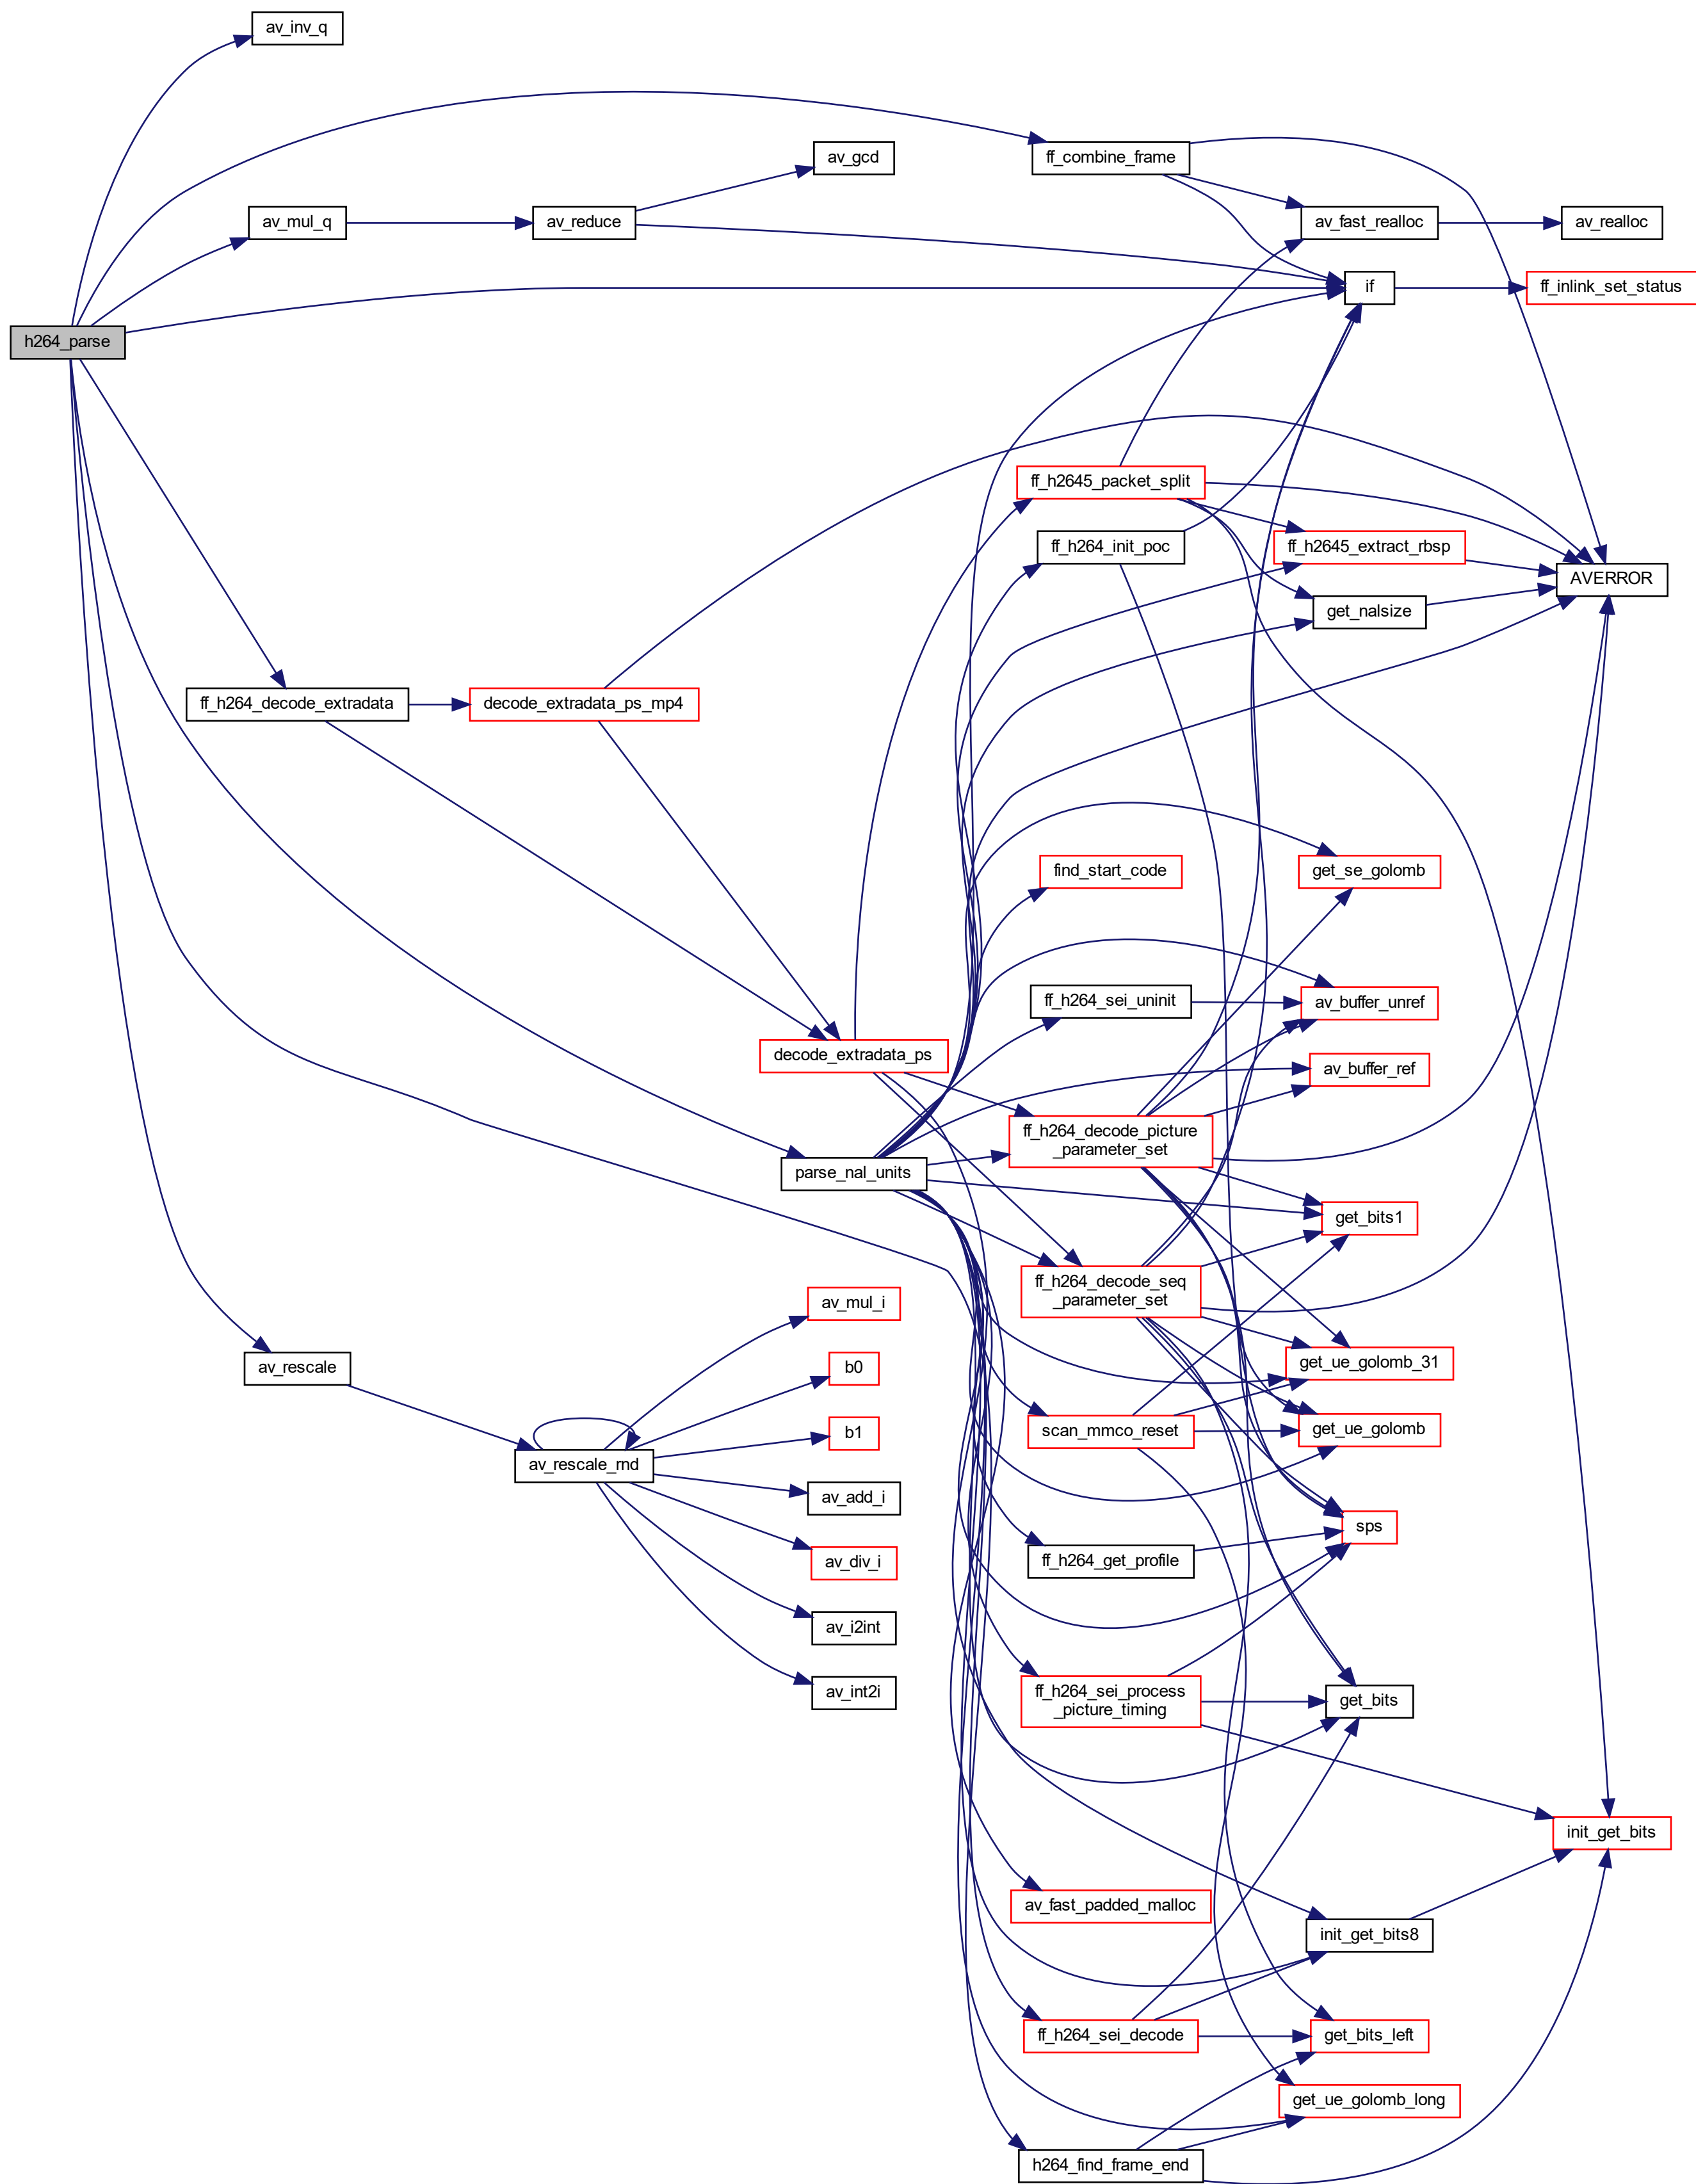 av_inv_q
ff_combine_frame
av_gcd
av_mul_q
av_reduce
av_fast_realloc
av_realloc
if
ff_inlink_set_status
h264_parse
ff_h2645_packet_split
ff_h264_init_poc
ff_h2645_extract_rbsp
AVERROR
get_nalsize
ff_h264_decode_extradata
decode_extradata_ps_mp4
find_start_code
get_se_golomb
ff_h264_sei_uninit
av_buffer_unref
decode_extradata_ps
av_buffer_ref
ff_h264_decode_picture
_parameter_set
parse_nal_units
get_bits1
ff_h264_decode_seq
_parameter_set
av_mul_i
av_rescale
b0
get_ue_golomb_31
b1
scan_mmco_reset
get_ue_golomb
av_rescale_rnd
av_add_i
sps
av_div_i
ff_h264_get_profile
av_i2int
av_int2i
ff_h264_sei_process
_picture_timing
get_bits
init_get_bits
av_fast_padded_malloc
init_get_bits8
ff_h264_sei_decode
get_bits_left
get_ue_golomb_long
h264_find_frame_end